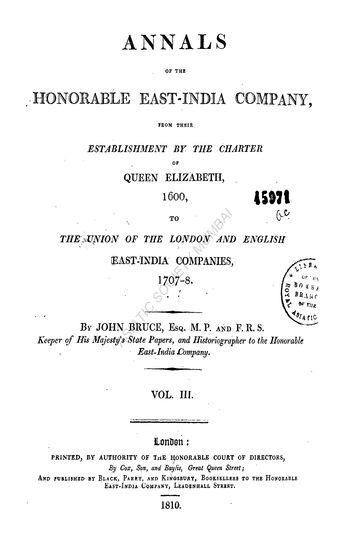 ANNALS
OF THE
HONORABLE EAST-INDIA COMPANY,
FROM THEIR
ESTABLISHMENT BY THE CHARTER
OF
QUEEN ELIZABETH,
1600,
45971
TO
THE UNION OF THE LONDON AND ENGLISH
EAST-INDIA COMPANIES,
1707-8.
By JOHN BRUCE, Esq. M. P. and F. R. S.
Keeper of His Majesty's State Papers, and Historiographer to the Honorable
East-India Company.
VOL. III.
London:
PRINTED, BY AUTHORITY OF THE HONORABLE COURT OF DIRECTORS,
By Cox, Son, and Baylis, Great Queen Street;
And published by Black, Parry, and Kingsbury, Booksellers to the Honorable
East-India Company, Leadenhall Street.
1810.